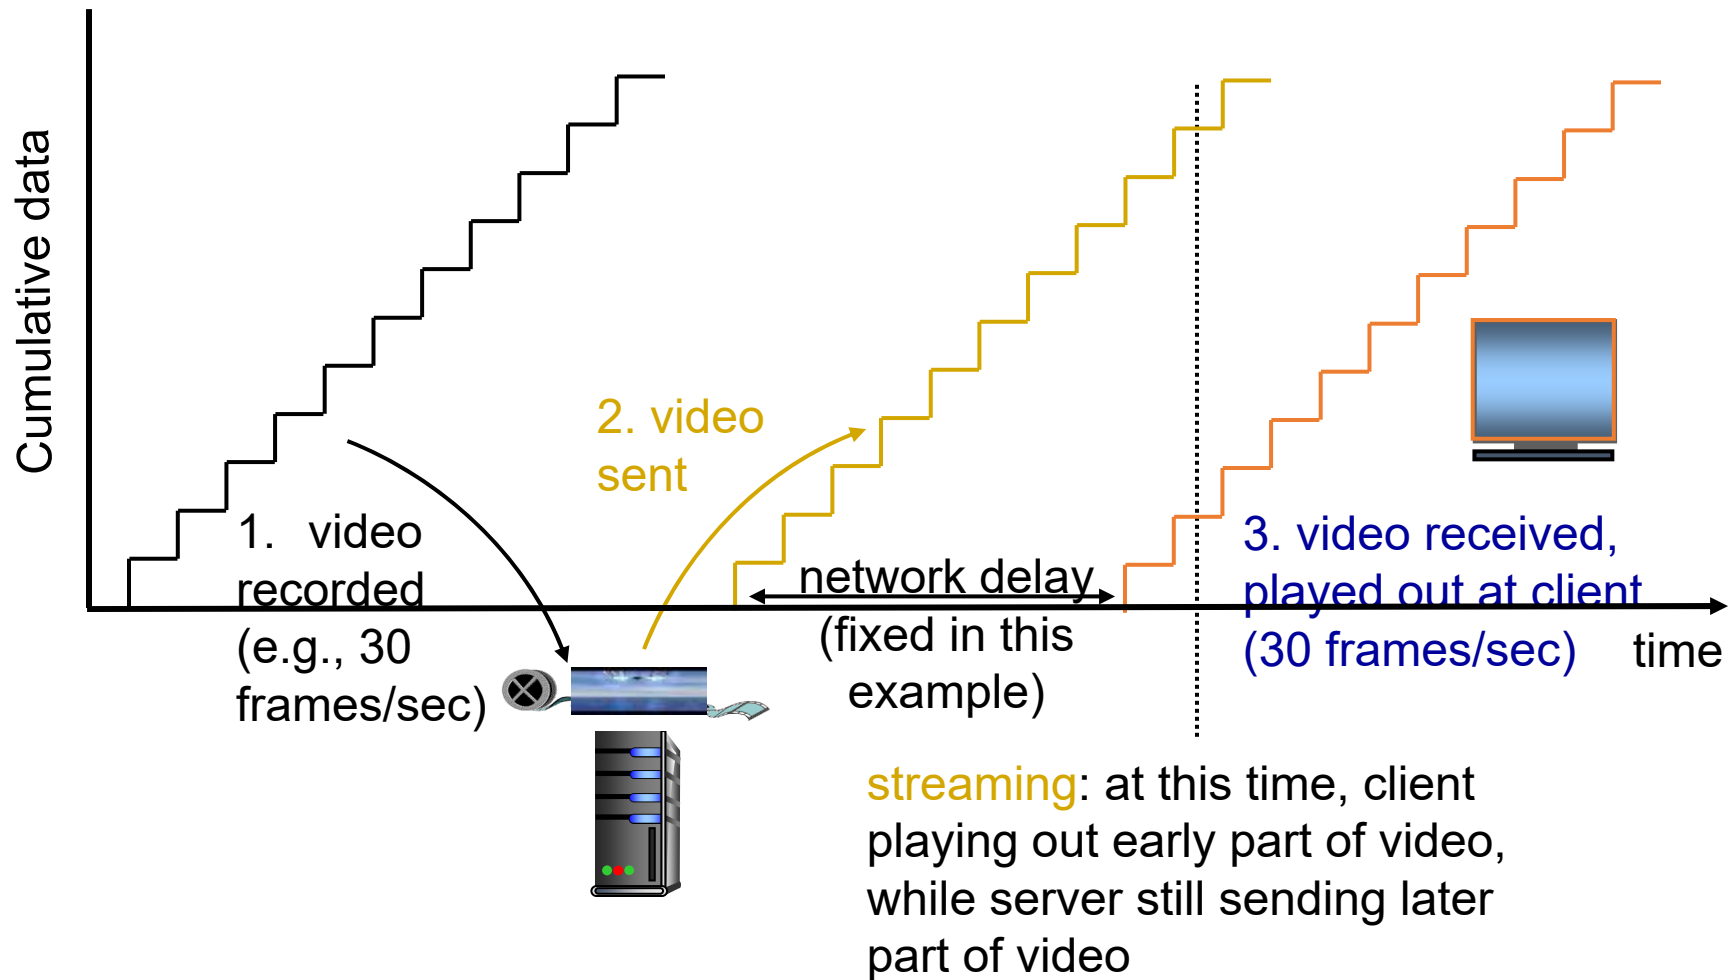 Cumulative data
1. video
recorded
(e.g., 30
frames/sec)
2. video
sent
network delay
(fixed in this
example)
3. video received,
played out at client
(30 frames/sec)
time
streaming: at this time, client
playing out early part of video,
while server still sending later
part of video